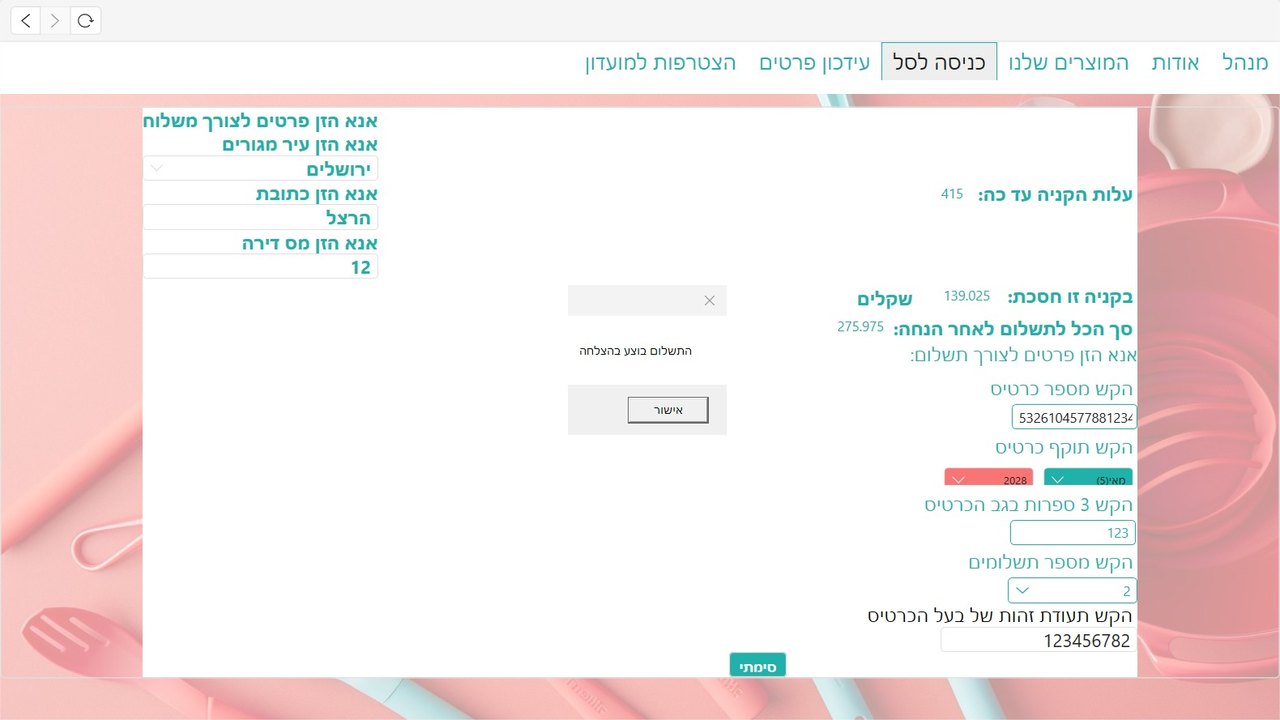 מנהל
אודות
המוצרים שלנו
כניסה לסל
עידכון פרטים
הצטרפות למועדון
עלות הקניה עד כה: 415
בקניה זו חסכת: 139.025 שקלים
סך הכל לתשלום לאחר הנחה: 275.975
אנא הזן פרטים לצורך תשלום:
הקש מספר כרטיס
5326104577881234
הקש תוקף כרטיס
מאי(5) 2028
הקש 3 ספרות בגב הכרטיס
123
הקש מספר תשלומים
2
הקש תעודת זהות של בעל הכרטיס
123456782
סימתי
התשלום בוצע בהצלחה
אישור
אנא הזן פרטים לצורך משלוח
אנא הזן עיר מגורים
ירושלים
אנא הזן כתובת
הרצל
אנא הזן מס דירה
12